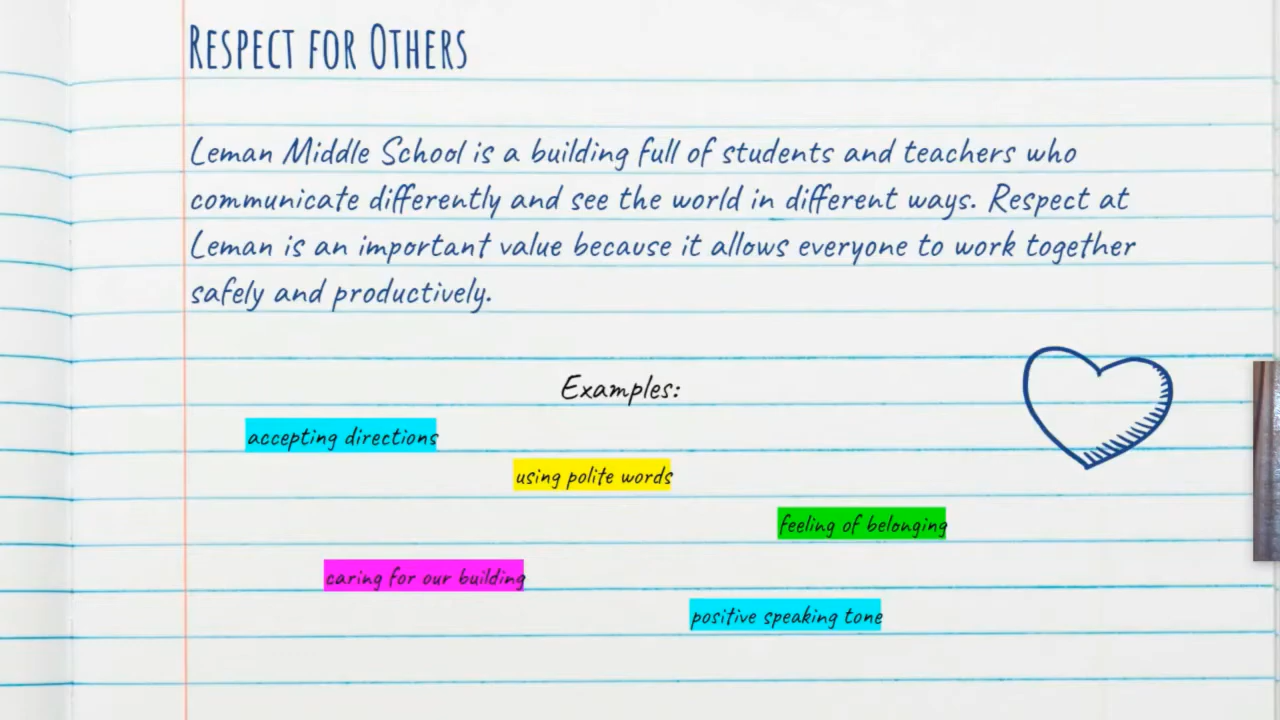 Respect for Others
Leman Middle School is a building full of students and teachers who
communicate differently and see the world in different ways. Respect at
Leman is an important value because it allows everyone to work together
safely and productively.
Examples:
accepting directions
using polite words
feeling of belonging
caring for our building
positive speaking tone